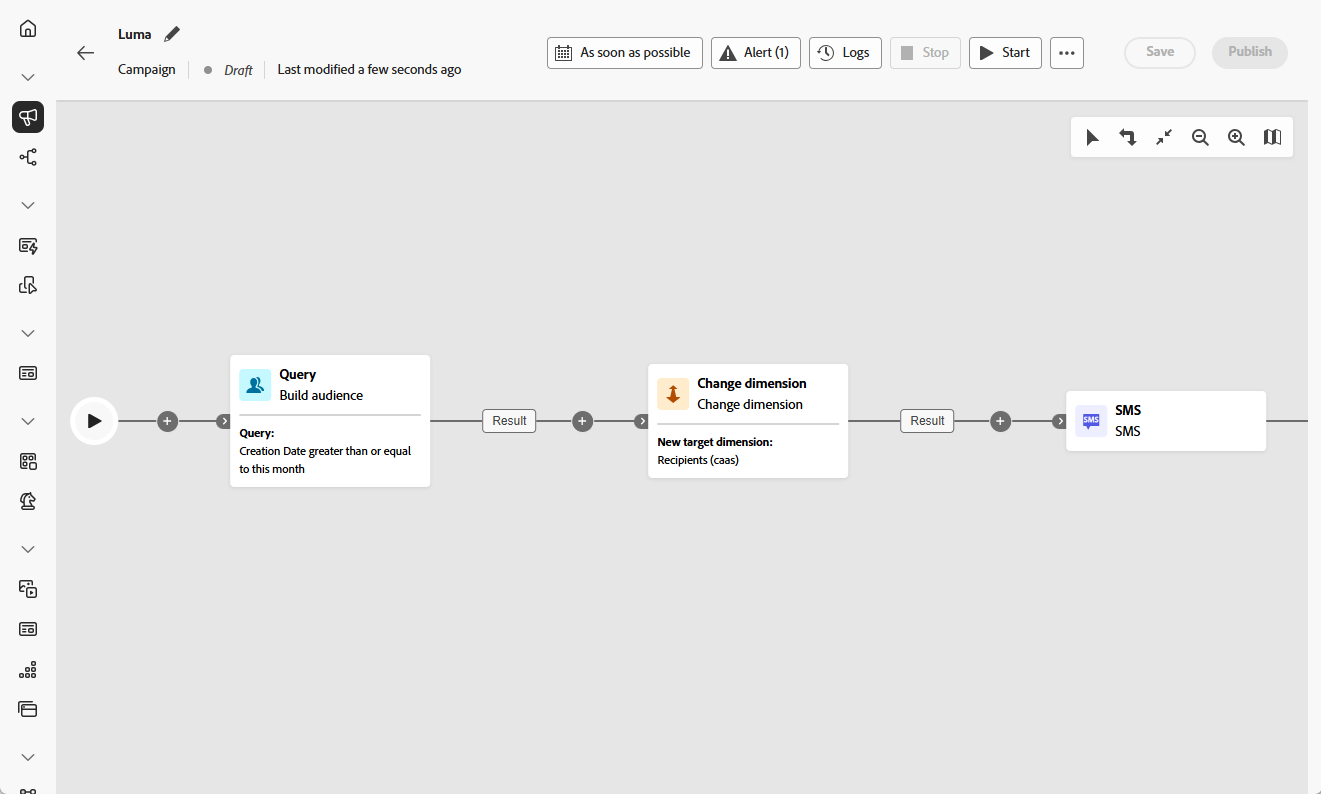 Luma
Campaign
Draft
Last modified a few seconds ago
As soon as possible
Alert (1)
Logs
Stop
Start
Save
Publish
Query
Build audience
Query:
Creation Date greater than or equal
to this month
Result
Change dimension
Change dimension
New target dimension:
Recipients (caas)
Result
SMS
SMS
SMS